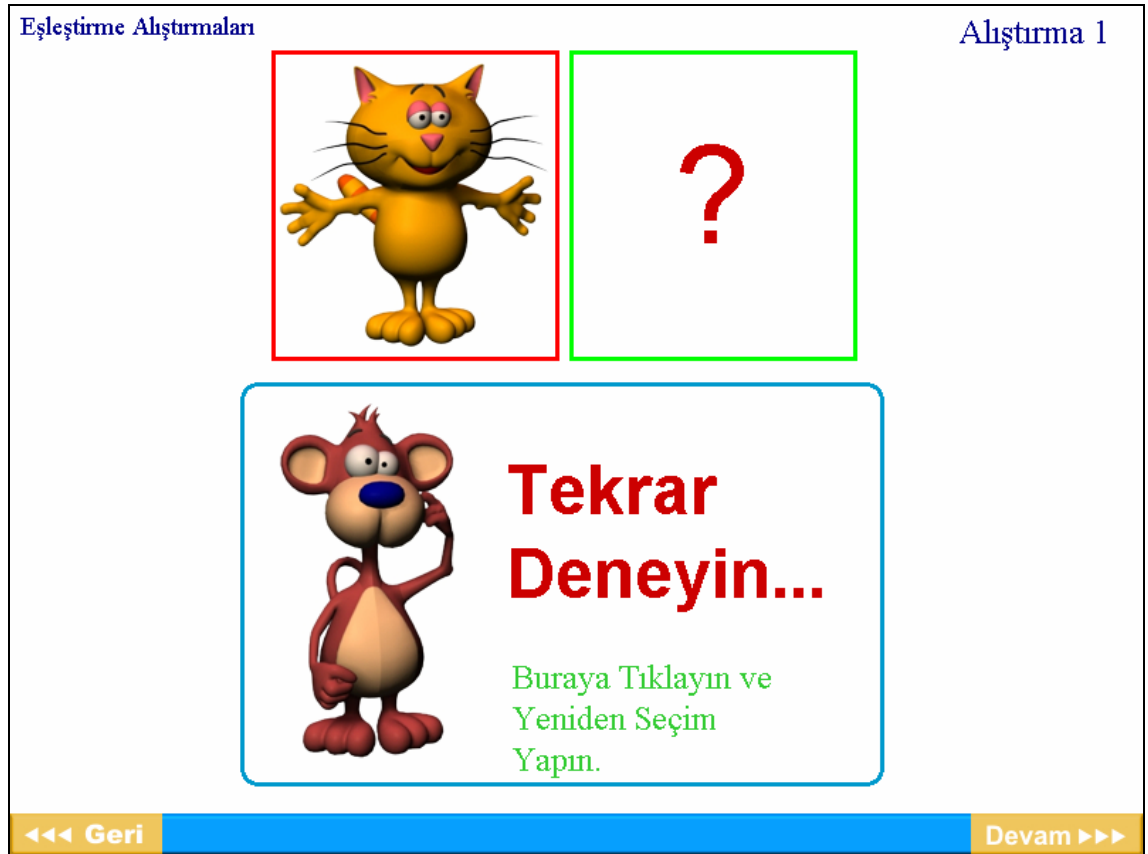 Eşleştirme Alıştırmaları
Alıştırma 1
?
Tekrar
Deneyin...
Buraya Tıklayın ve
Yeniden Seçim
Yapın.
Geri
Devam